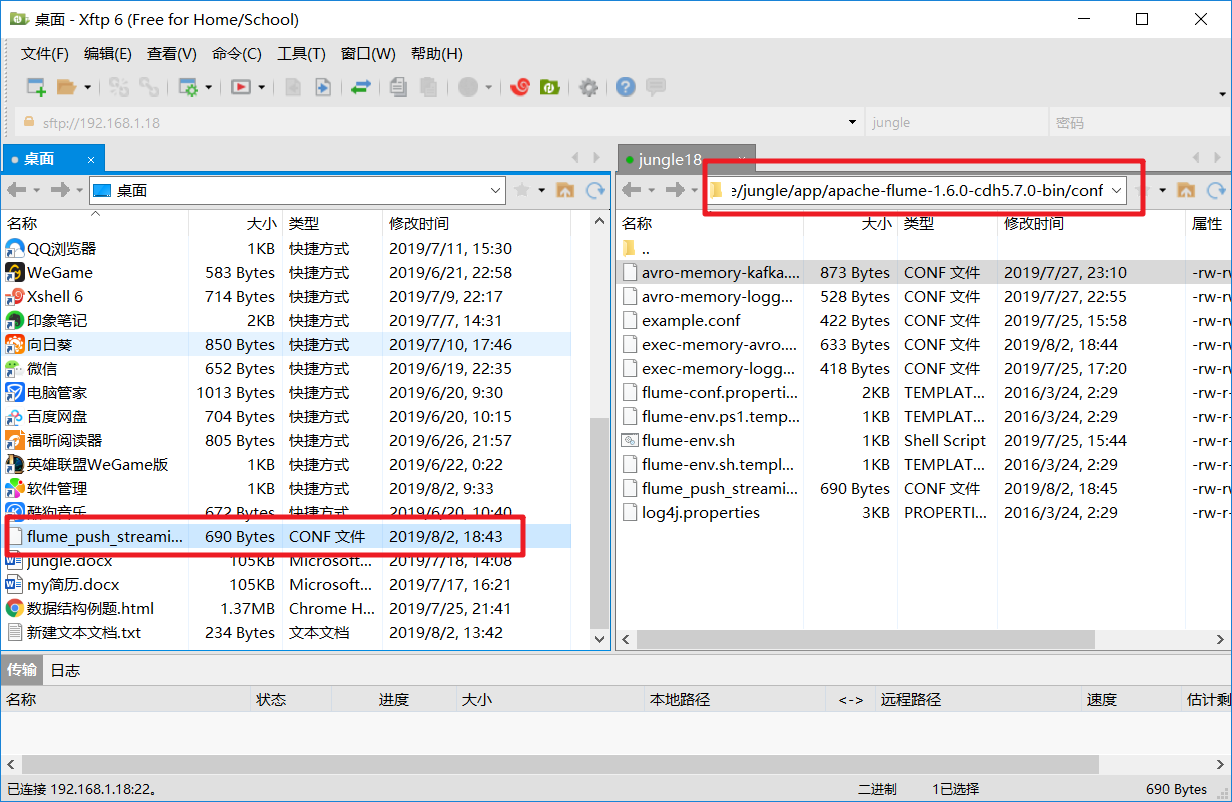 桌面 - Xftp 6 (Free for Home/School)
文件(F) 编辑(E) 查看(V) 命令(C) 工具(T) 窗口(W) 帮助(H)
sftp://192.168.1.18 jungle 密码
桌面 ×
桌面
名称 大小 类型 修改时间
QQ浏览器 1KB 快捷方式 2019/7/11, 15:30
WeGame 583 Bytes 快捷方式 2019/6/21, 22:58
Xshell 6 714 Bytes 快捷方式 2019/7/9, 22:17
印象笔记 2KB 快捷方式 2019/7/7, 14:31
向日葵 850 Bytes 快捷方式 2019/7/10, 17:46
微信 652 Bytes 快捷方式 2019/6/19, 22:35
电脑管家 1013 Bytes 快捷方式 2019/6/20, 9:30
百度网盘 704 Bytes 快捷方式 2019/6/20, 10:15
福昕阅读器 805 Bytes 快捷方式 2019/6/26, 21:57
英雄联盟WeGame版 1KB 快捷方式 2019/6/22, 0:22
软件管理 1KB 快捷方式 2019/8/2, 9:33
酷狗音乐 672 Bytes 快捷方式 2019/6/20, 10:40
flume_push_streami... 690 Bytes CONF 文件 2019/8/2, 18:43
jungle.docx 105KB Microsoft... 2019/7/18, 14:08
my简历.docx 105KB Microsoft... 2019/7/17, 16:21
数据结构例题.html 1.37MB Chrome H... 2019/7/25, 21:41
新建文本文档.txt 234 Bytes 文本文档 2019/8/2, 13:42
jungle18
e/jungle/app/apache-flume-1.6.0-cdh5.7.0-bin/conf
名称 大小 类型 修改时间 属性
..
avro-memory-kafka.... 873 Bytes CONF 文件 2019/7/27, 23:10 -rw-rw
avro-memory-logg... 528 Bytes CONF 文件 2019/7/27, 22:55 -rw-rw
example.conf 422 Bytes CONF 文件 2019/7/25, 15:58 -rw-rw
exec-memory-avro.... 633 Bytes CONF 文件 2019/8/2, 18:44 -rw-rw
exec-memory-logg... 418 Bytes CONF 文件 2019/7/25, 17:20 -rw-rw
flume-conf.properti... 2KB TEMPLAT... 2016/3/24, 2:29 -rw-r-
flume-env.ps1.temp... 1KB TEMPLAT... 2016/3/24, 2:29 -rw-r-
flume-env.sh 1KB Shell Script 2019/7/25, 15:44 -rw-r-
flume-env.sh.templ... 1KB TEMPLAT... 2016/3/24, 2:29 -rw-r-
flume_push_streami... 690 Bytes CONF 文件 2019/8/2, 18:45 -rw-rw
log4j.properties 3KB PROPERTI... 2016/3/24, 2:29 -rw-r-
传输 日志
名称 状态 进度 大小 本地路径 <-> 远程路径 速度 估计剩
已连接 192.168.1.18:22。 二进制 1已选择 690 Bytes